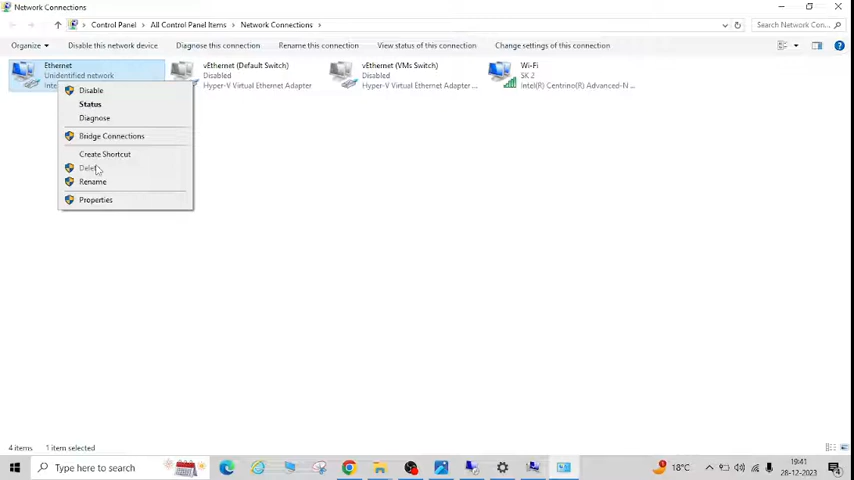 Network Connections
Control Panel > All Control Panel Items > Network Connections >
Search Network Con...
Organize
Disable this network device
Diagnose this connection
Rename this connection
View status of this connection
Change settings of this connection
Ethernet
Unidentified network
Intel
vEthernet (Default Switch)
Disabled
Hyper-V Virtual Ethernet Adapter
vEthernet (VMs Switch)
Disabled
Hyper-V Virtual Ethernet Adapter ...
Wi-Fi
SK 2
Intel(R) Centrino(R) Advanced-N ...
Disable
Status
Diagnose
Bridge Connections
Create Shortcut
Delete
Rename
Properties
4 items
1 item selected
Type here to search
18°C
19:41
28-12-2023